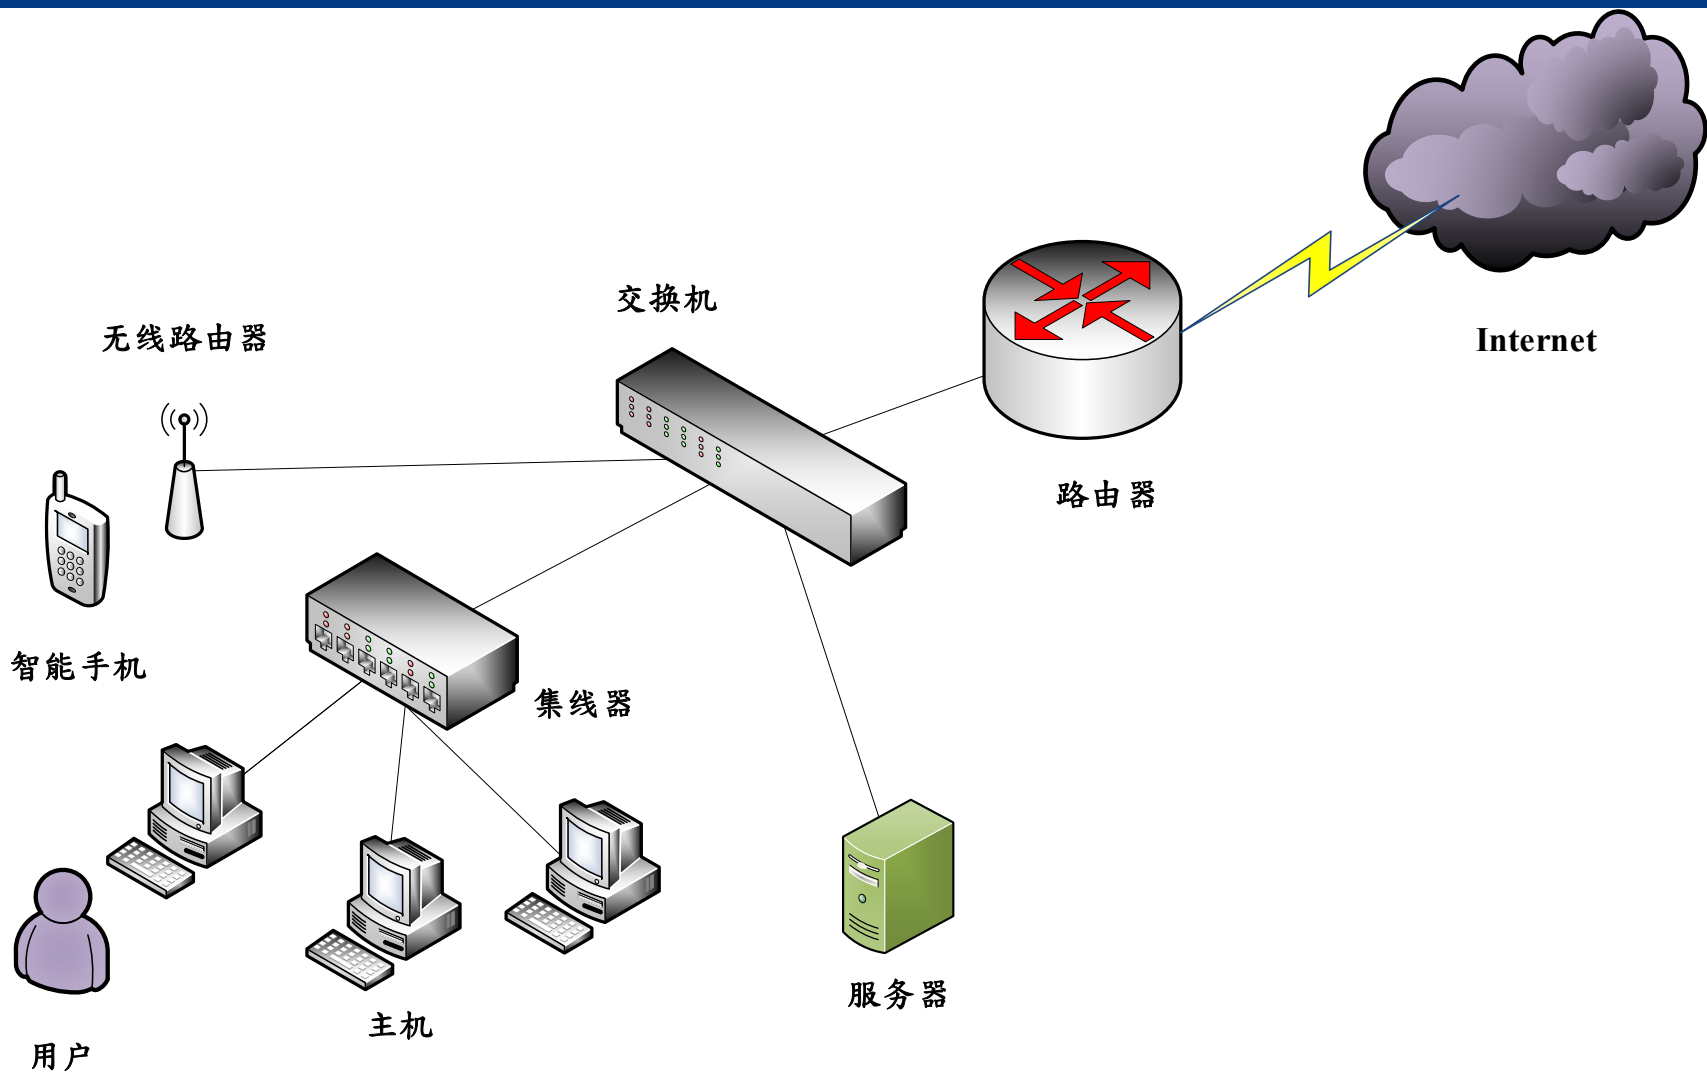 交换机
无线路由器
Internet
路由器
智能手机
集线器
服务器
主机
用户